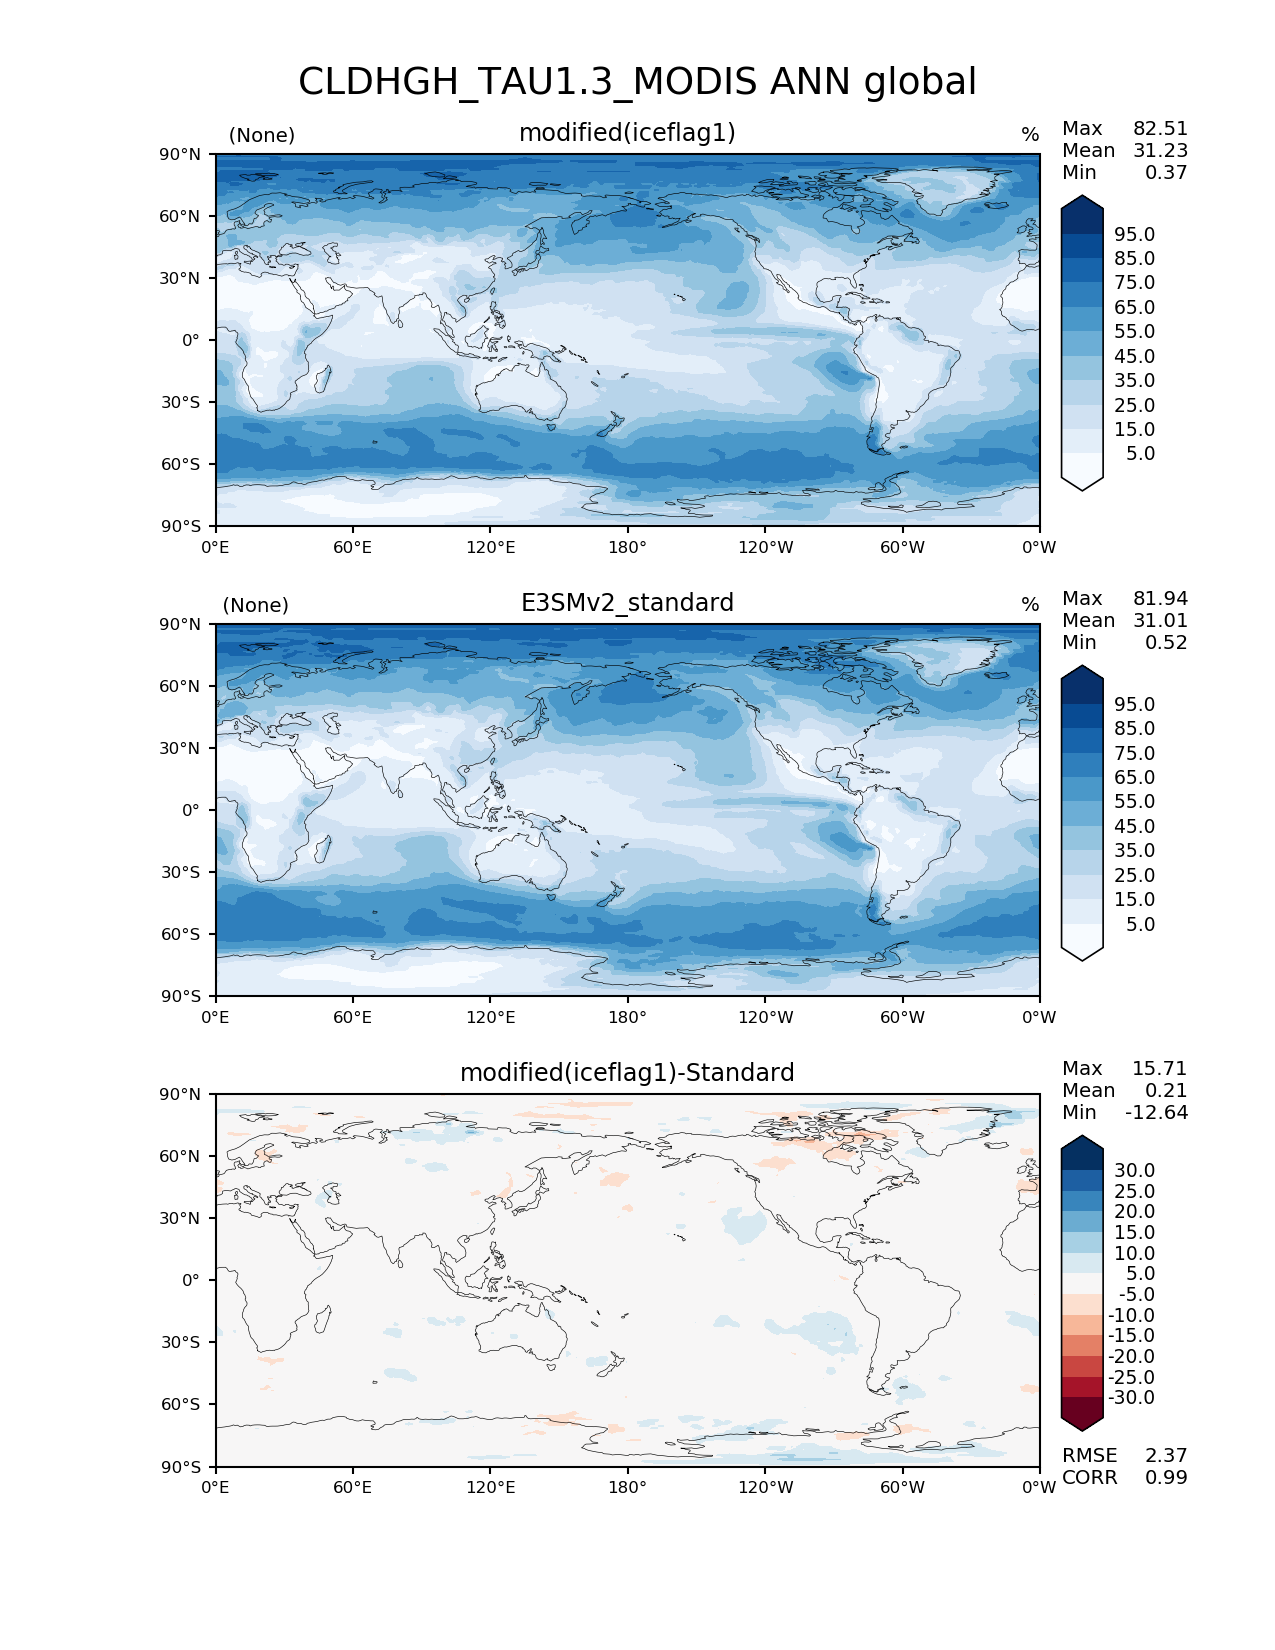 CLDHGH_TAU1.3_MODIS ANN global
(None) modified(iceflag1) %
Max 82.51
Mean 31.23
Min 0.37
90°N
60°N
30°N
0°
30°S
60°S
90°S
0°E 60°E 120°E 180° 120°W 60°W 0°W
95.0
85.0
75.0
65.0
55.0
45.0
35.0
25.0
15.0
5.0
(None) E3SMv2_standard %
Max 81.94
Mean 31.01
Min 0.52
90°N
60°N
30°N
0°
30°S
60°S
90°S
0°E 60°E 120°E 180° 120°W 60°W 0°W
95.0
85.0
75.0
65.0
55.0
45.0
35.0
25.0
15.0
5.0
modified(iceflag1)-Standard
Max 15.71
Mean 0.21
Min -12.64
90°N
60°N
30°N
0°
30°S
60°S
90°S
0°E 60°E 120°E 180° 120°W 60°W 0°W
30.0
25.0
20.0
15.0
10.0
5.0
-5.0
-10.0
-15.0
-20.0
-25.0
-30.0
RMSE 2.37
CORR 0.99